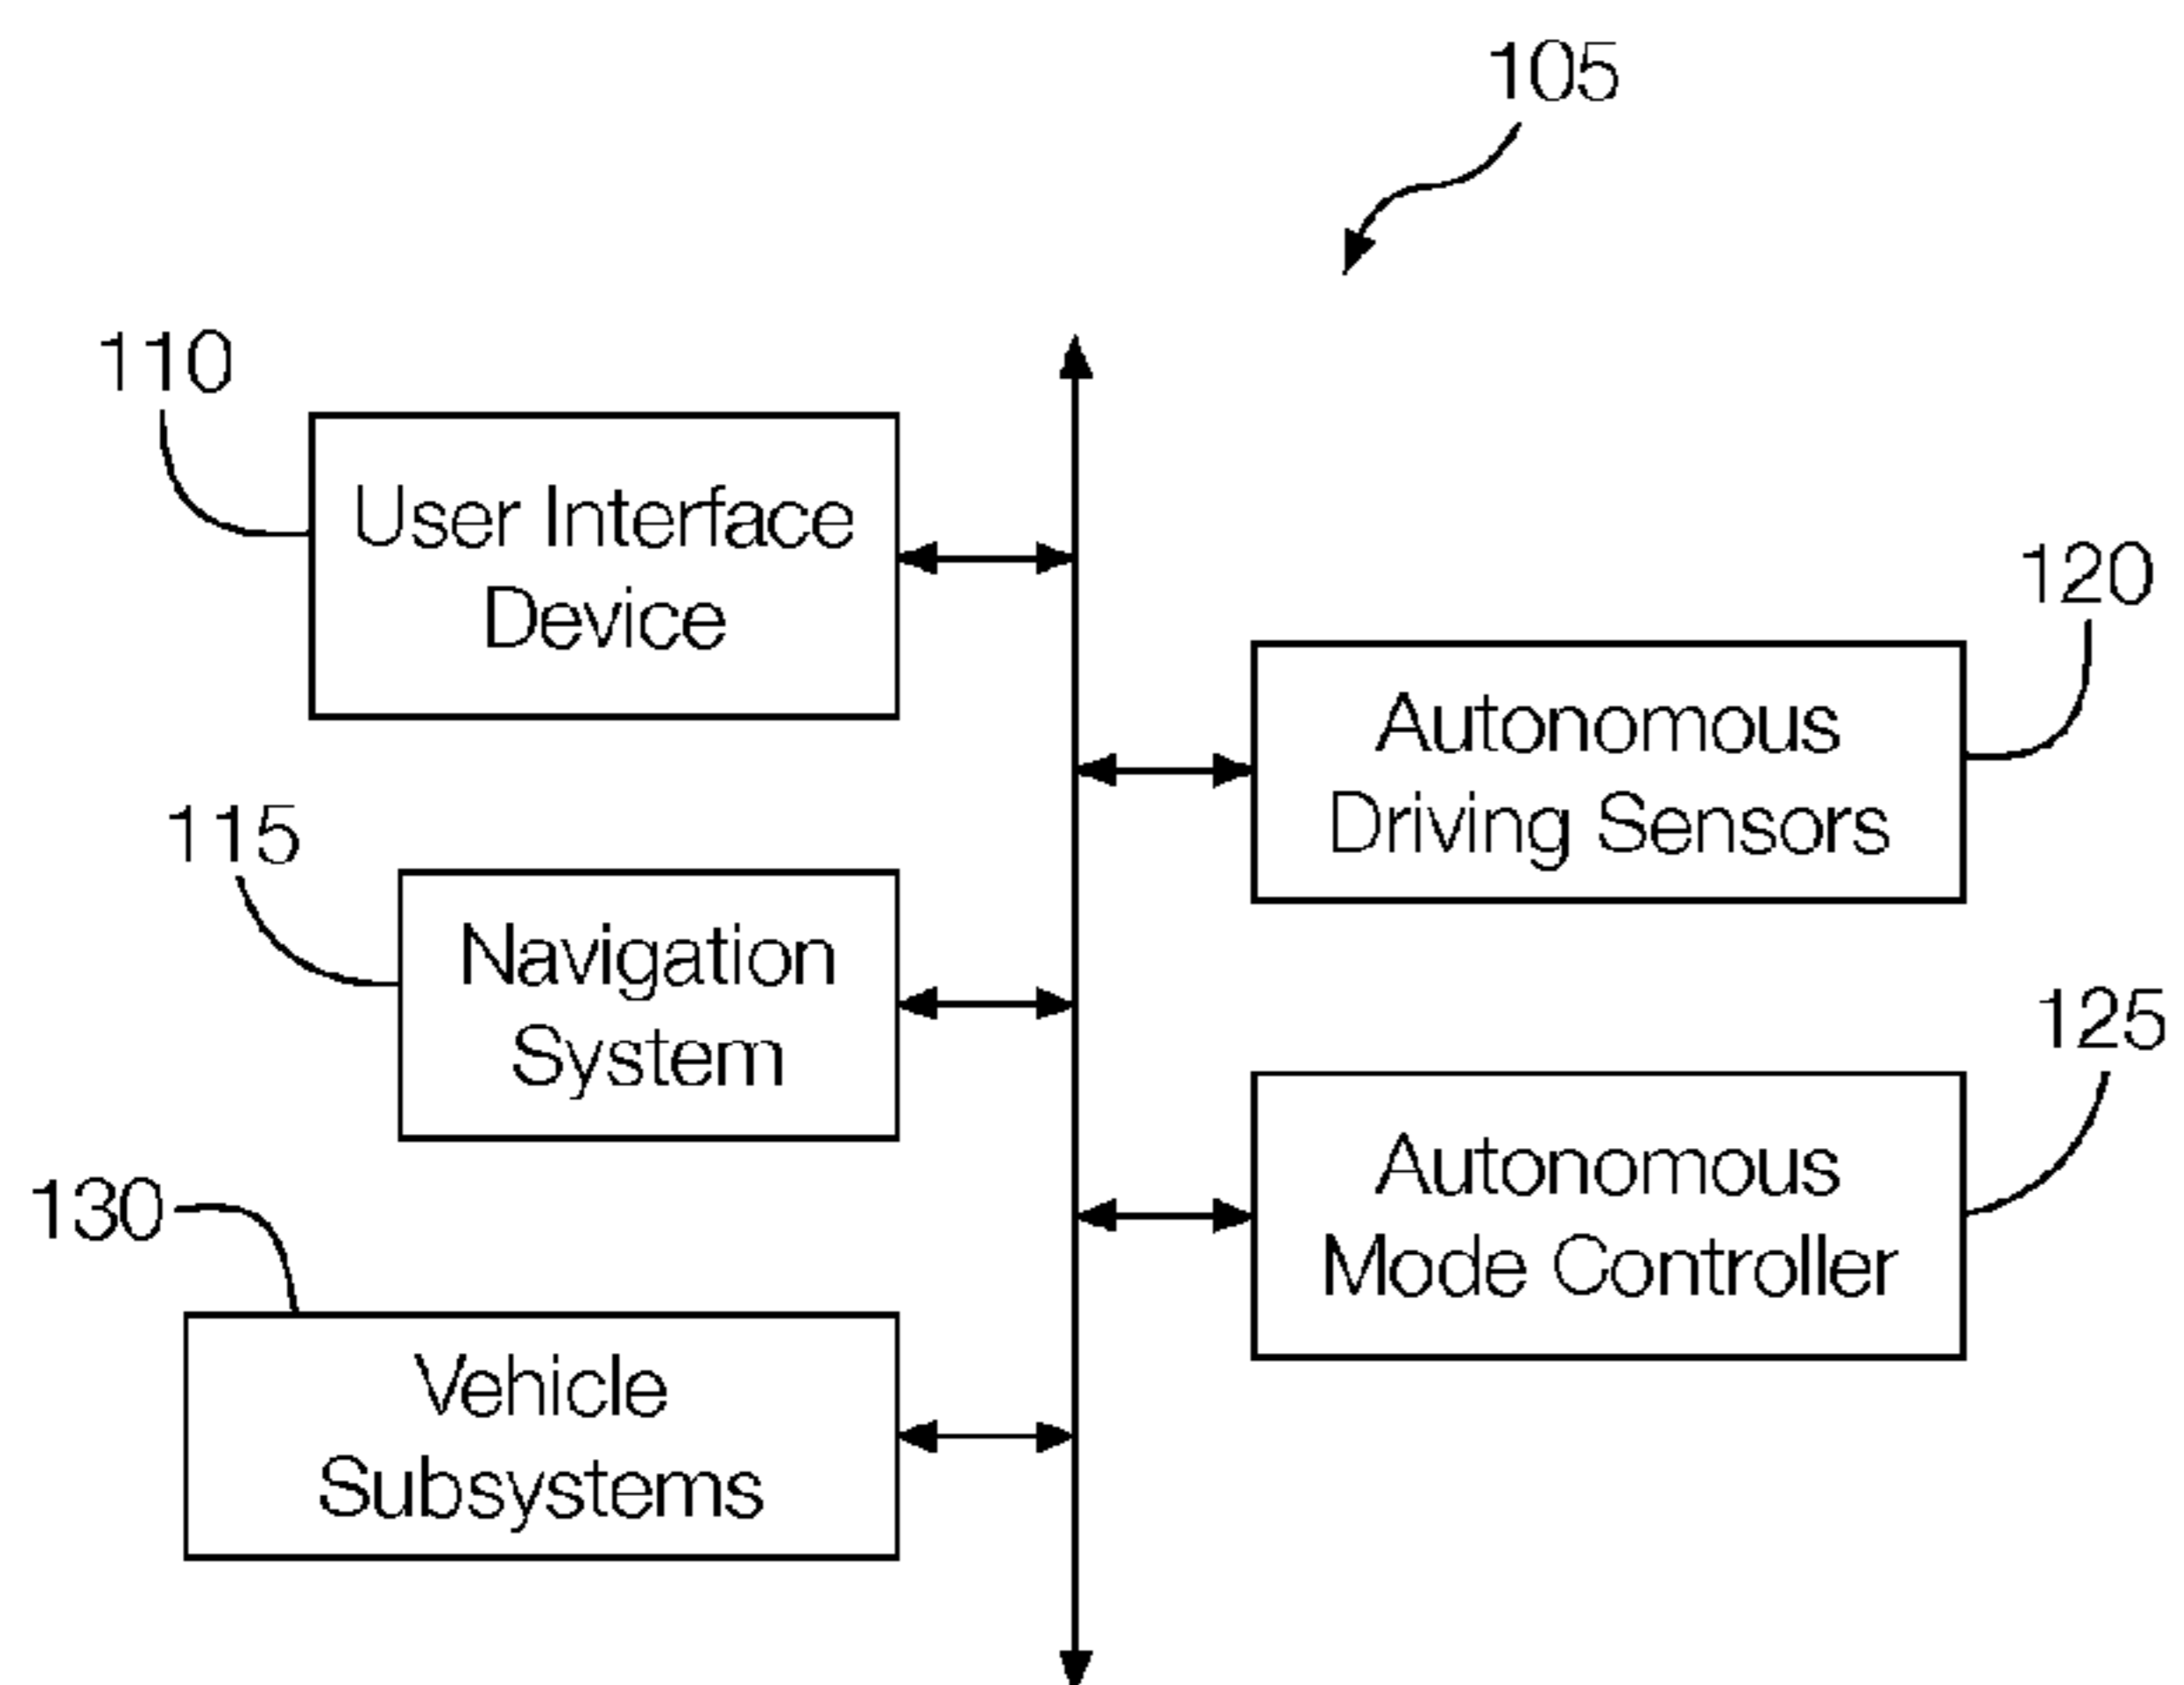 105
110
User Interface
Device
120
Autonomous
Driving Sensors
115
Navigation
System
125
Autonomous
Mode Controller
130
Vehicle
Subsystems